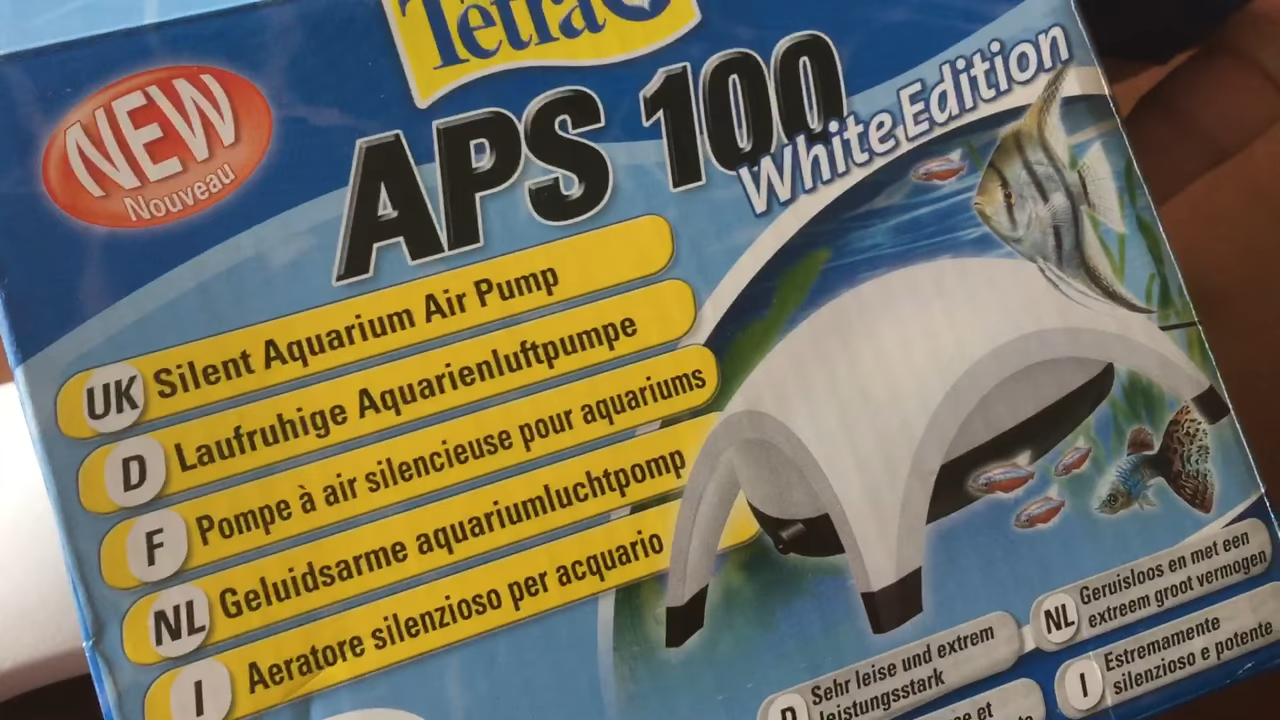 Tetra
NEW
Nouveau
APS 100
White Edition
UK Silent Aquarium Air Pump
D Laufruhige Aquarienluftpumpe
F Pompe à air silencieuse pour aquariums
NL Geluidsarme aquariumluchtpomp
I Aeratore silenzioso per acquario
D Sehr leise und extrem
leistungsstark
NL Geruisloos en met een
extreem groot vermogen
I Estremamente
silenzioso e potente
et